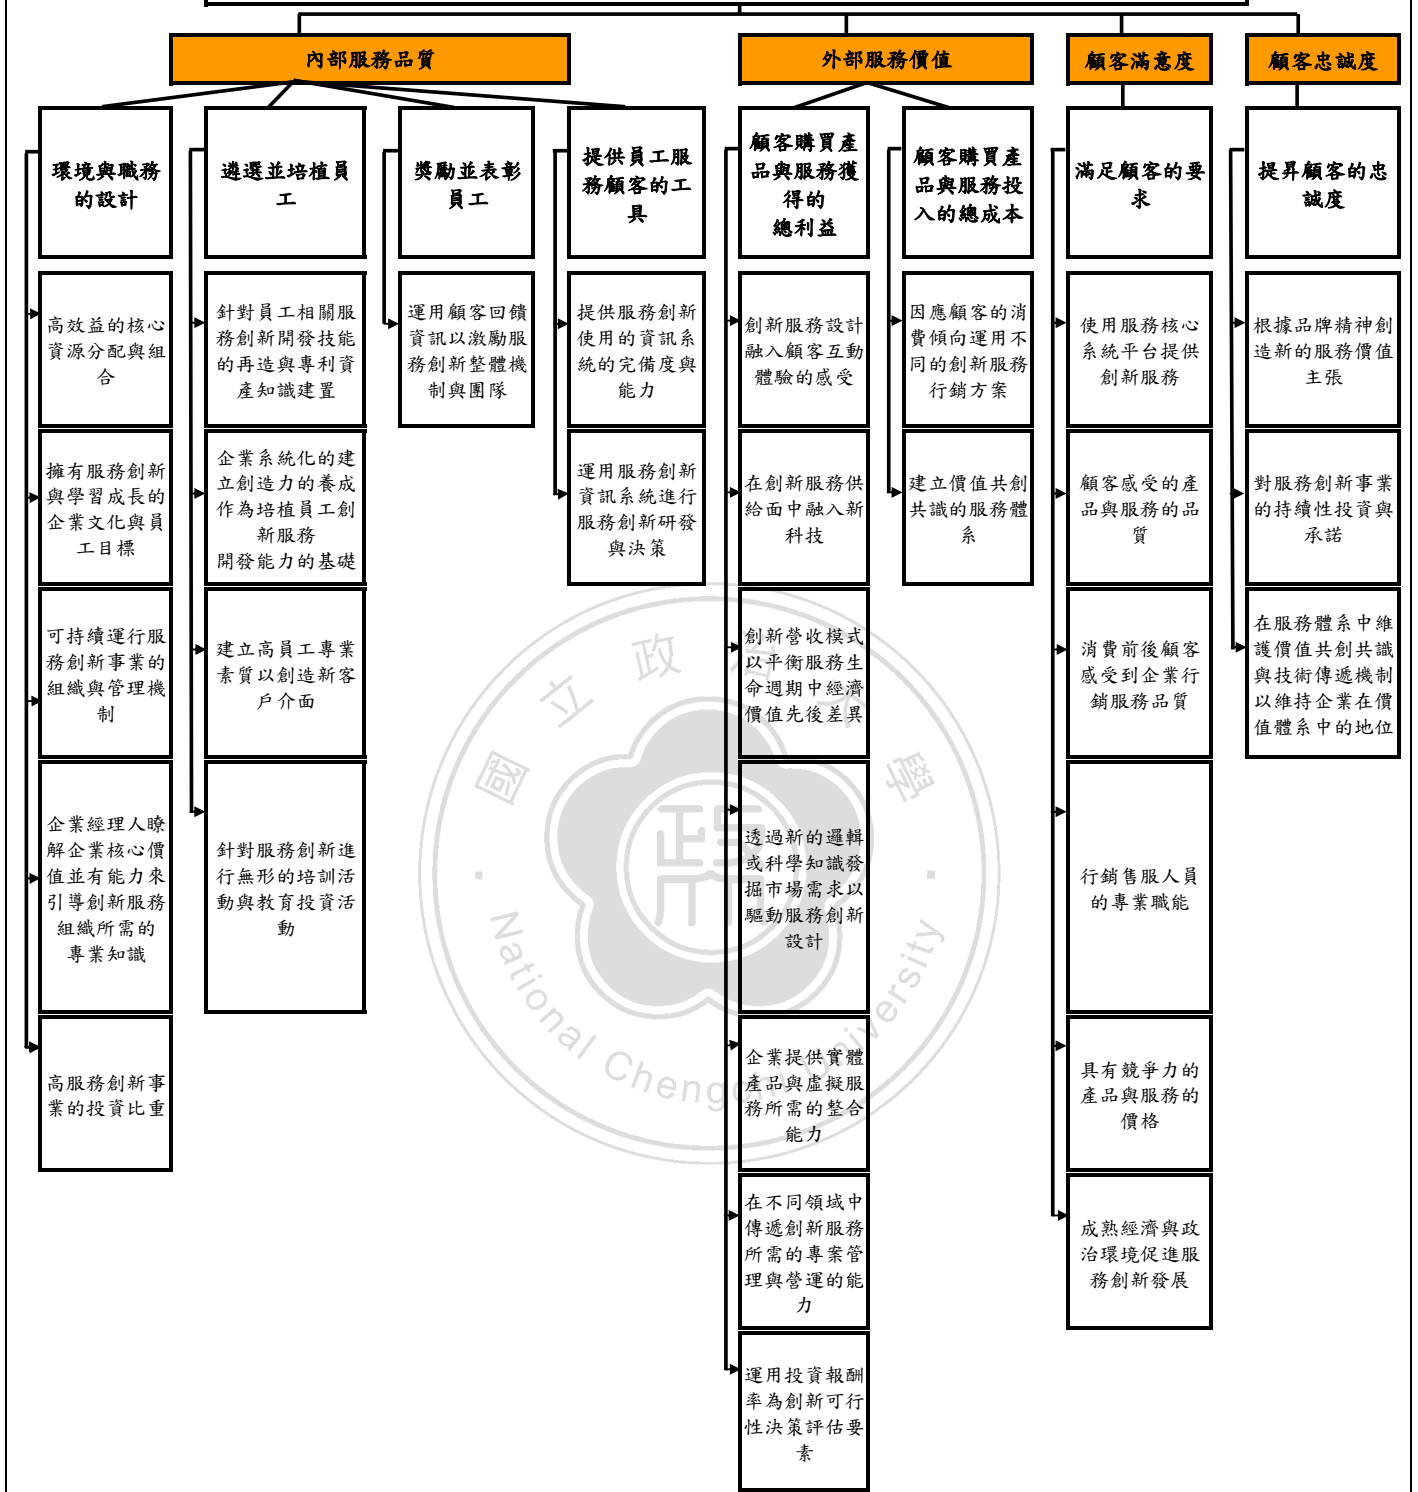 內部服務品質
外部服務價值
顧客滿意度
顧客忠誠度
環境與職務
的設計
遴選並培植員
工
獎勵並表彰
員工
提供員工服
務顧客的工
具
顧客購買產
品與服務獲
得的
總利益
顧客購買產
品與服務投
入的總成本
滿足顧客的要
求
提昇顧客的忠
誠度
高效益的核心
資源分配與組
合
擁有服務創新
與學習成長的
企業文化與員
工目標
可持續運行服
務創新事業的
組織與管理機
制
企業經理人瞭
解企業核心價
值並有能力來
引導創新服務
組織所需的
專業知識
高服務創新事
業的投資比重
針對員工相關服
務創新開發技能
的再造與專利資
產知識建置
企業系統化的建
立創造力的養成
作為培植員工創
新服務
開發能力的基礎
建立高員工專業
素質以創造新客
戶介面
針對服務創新進
行無形的培訓活
動與教育投資活
動
運用顧客回饋
資訊以激勵服
務創新整體機
制與團隊
提供服務創新
使用的資訊系
統的完備度與
能力
運用服務創新
資訊系統進行
服務創新研發
與決策
創新服務設計
融入顧客互動
體驗的感受
在創新服務供
給面中融入新
科技
創新營收模式
以平衡服務生
命週期中經濟
價值先後差異
透過新的邏輯
或科學知識發
掘市場需求以
驅動服務創新
設計
企業提供實體
產品與虛擬服
務所需的整合
能力
在不同領域中
傳遞創新服務
所需的專案管
理與營運的能
力
運用投資報酬
率為創新可行
性決策評估要
素
因應顧客的消
費傾向運用不
同的創新服務
行銷方案
建立價值共創
共識的服務體
系
使用服務核心
系統平台提供
創新服務
顧客感受的產
品與服務的品
質
消費前後顧客
感受到企業行
銷服務品質
行銷售服人員
的專業職能
具有競爭力的
產品與服務的
價格
成熟經濟與政
治環境促進服
務創新發展
根據品牌精神創
造新的服務價值
主張
對服務創新事業
的持續性投資與
承諾
在服務體系中維
護價值共創共識
與技術傳遞機制
以維持企業在價
值體系中的地位
國立政治大學
National Chengchi University